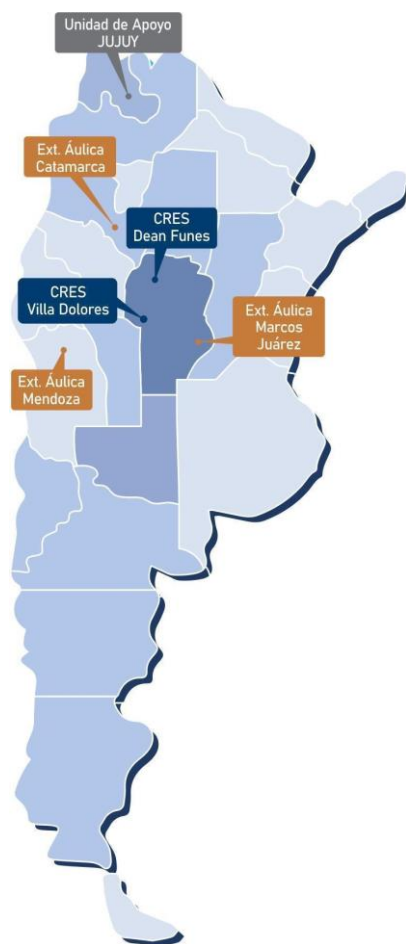 Unidad de Apoyo
JUJUY
Ext. Áulica
Catamarca
CRES
Dean Funes
CRES
Villa Dolores
Ext. Áulica
Marcos
Juárez
Ext. Áulica
Mendoza